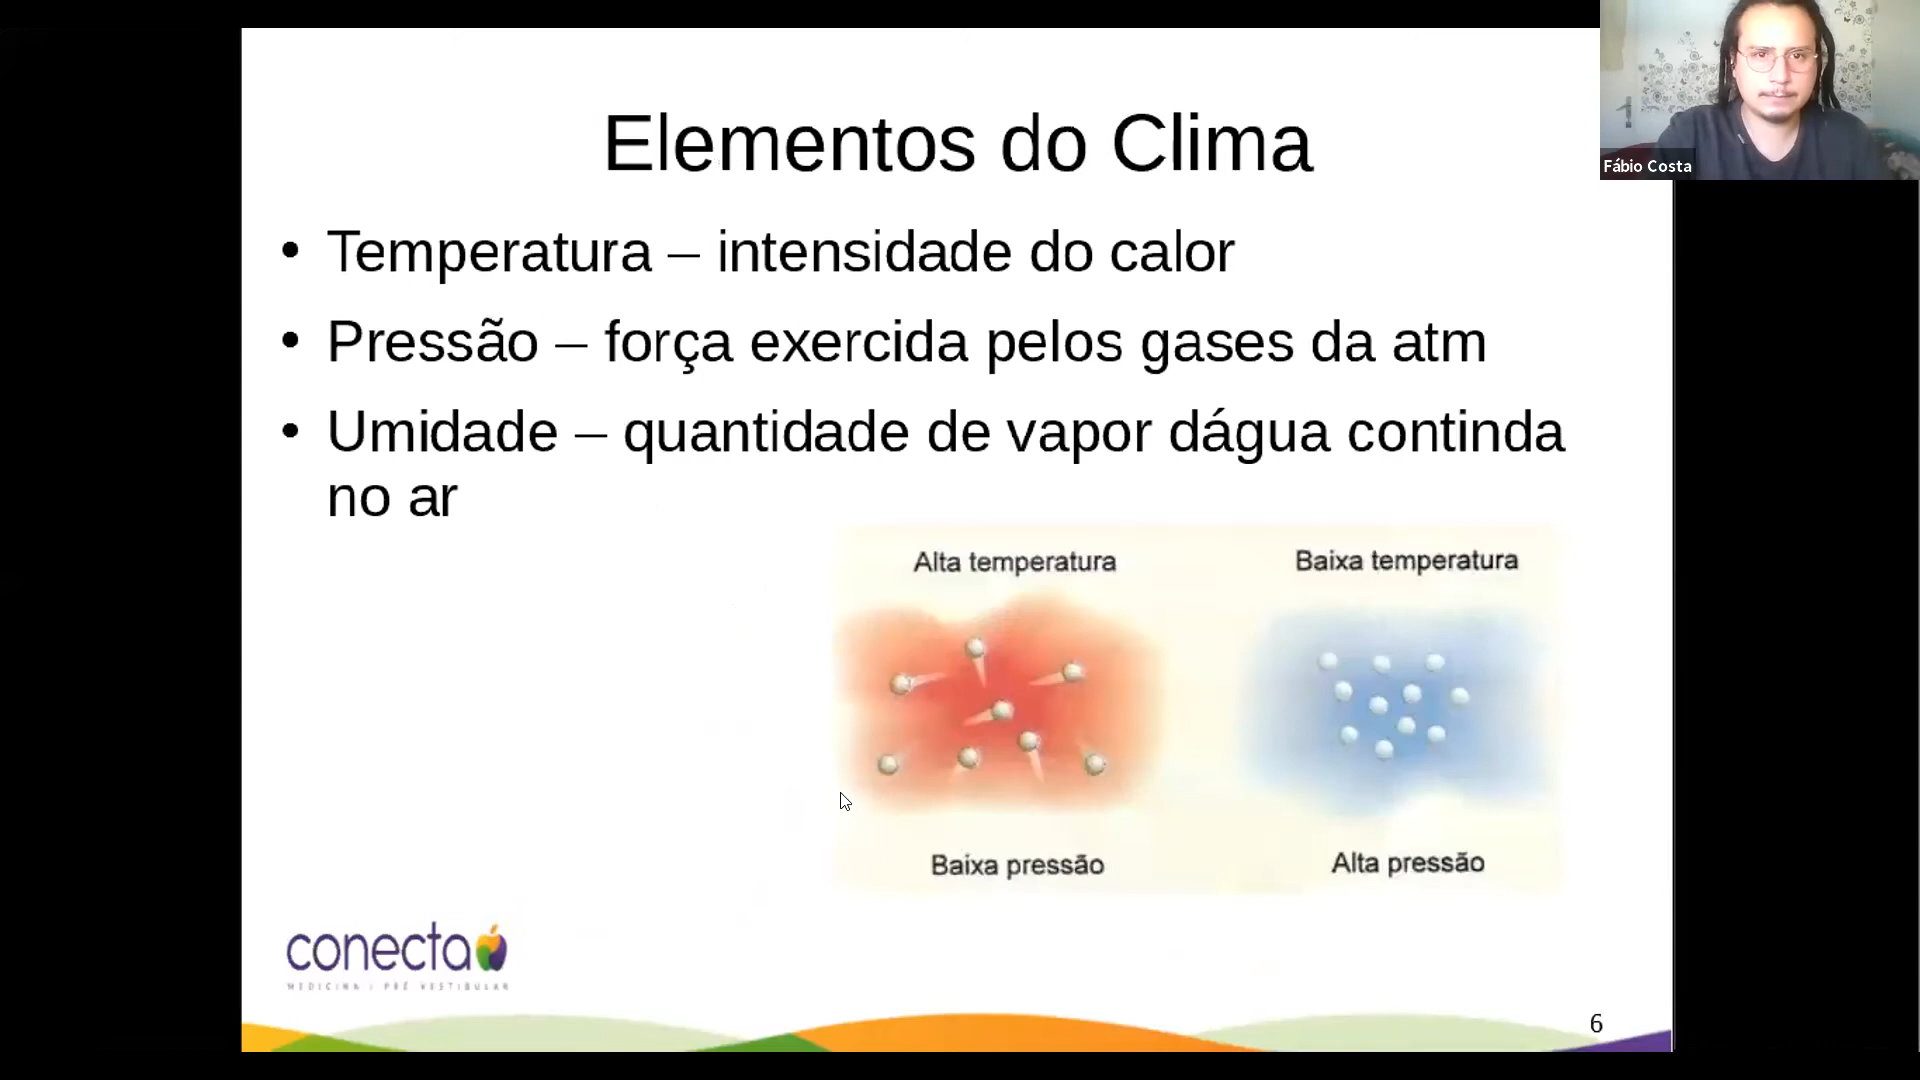 Elementos do Clima
Fábio Costa
• Temperatura – intensidade do calor
• Pressão – força exercida pelos gases da atm
• Umidade – quantidade de vapor dágua continda
no ar
Alta temperatura
Baixa temperatura
Baixa pressão
Alta pressão
conecta
MEDICINA | PRÉ VESTIBULAR
6